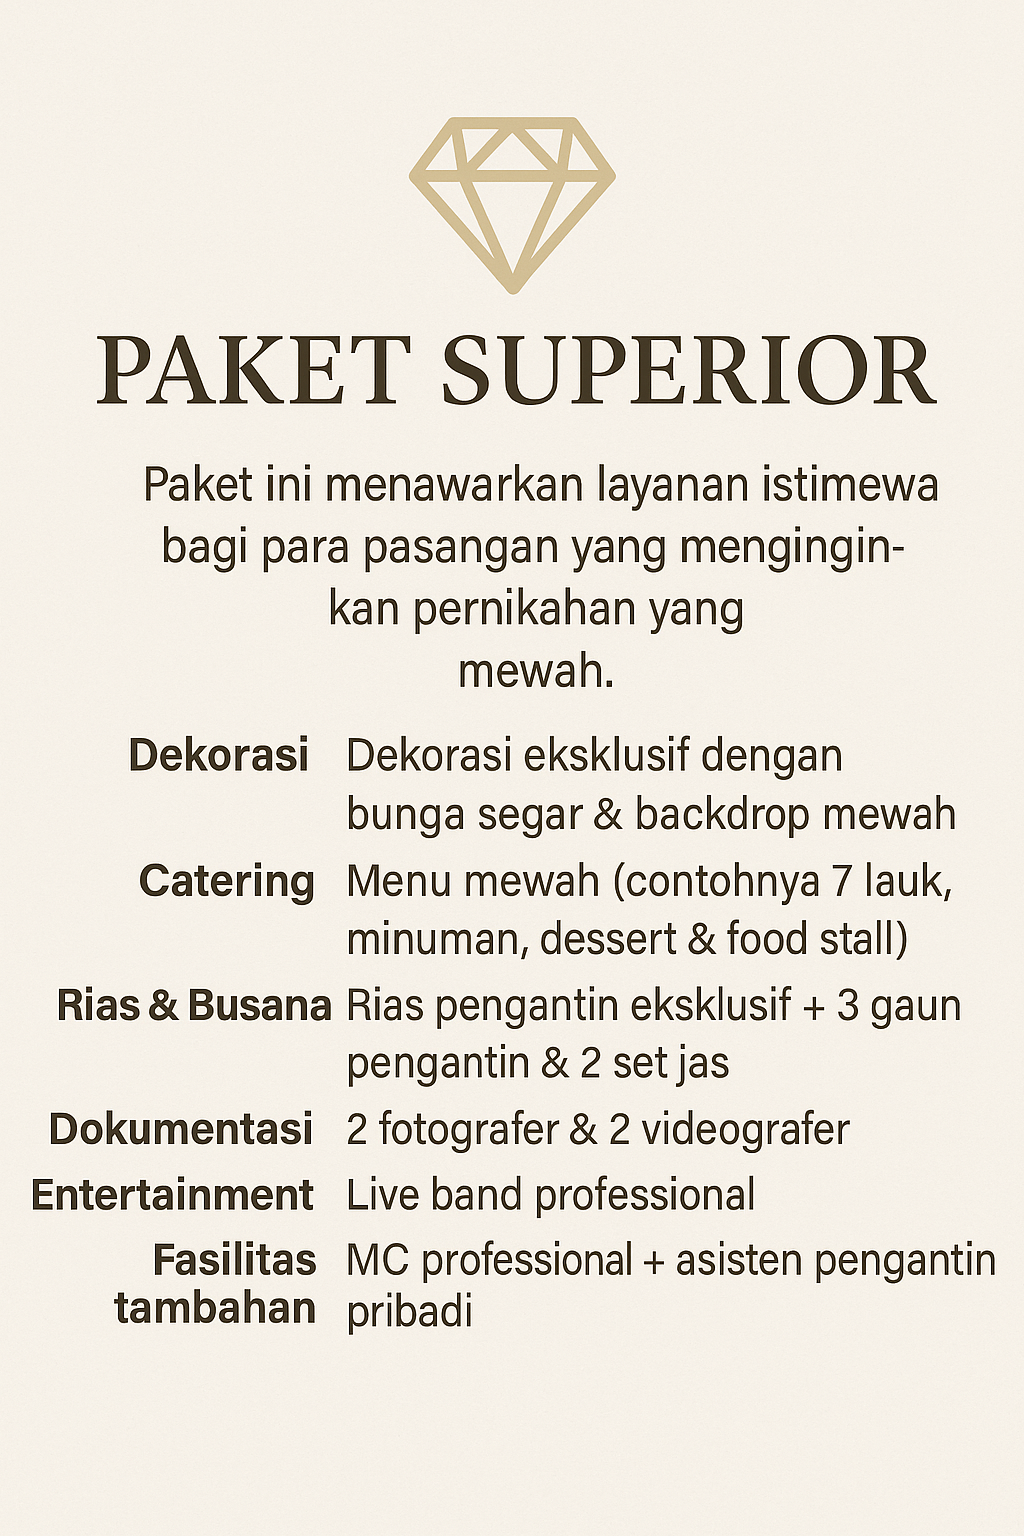 PAKET SUPERIOR
Paket ini menawarkan layanan istimewa
bagi para pasangan yang mengingin-
kan pernikahan yang
mewah.
Dekorasi Dekorasi eksklusif dengan
bunga segar & backdrop mewah
Catering Menu mewah (contohnya 7 lauk,
minuman, dessert & food stall)
Rias & Busana Rias pengantin eksklusif + 3 gaun
pengantin & 2 set jas
Dokumentasi 2 fotografer & 2 videografer
Entertainment Live band professional
Fasilitas MC professional + asisten pengantin
tambahan pribadi